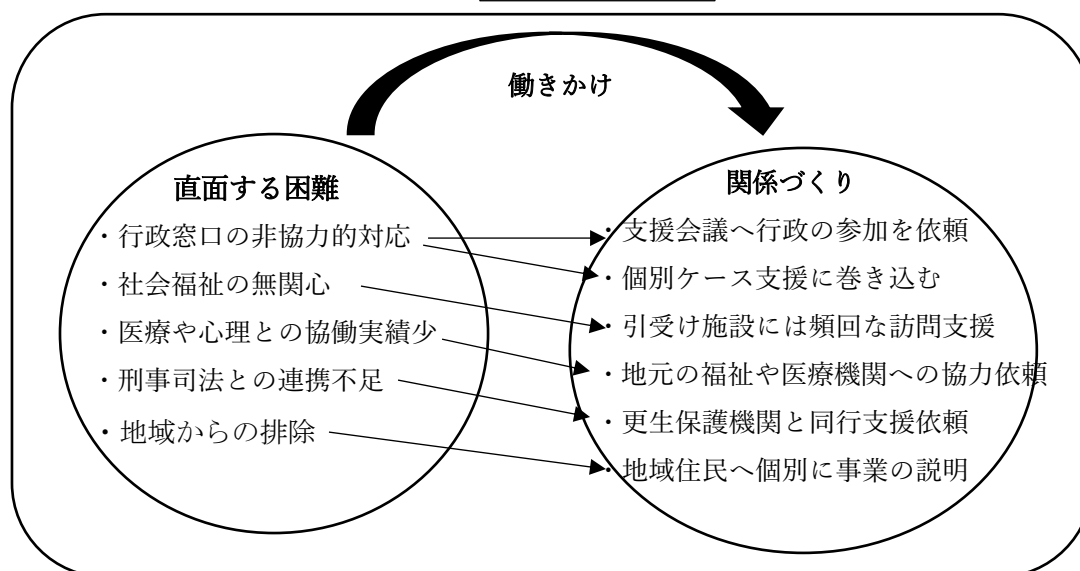 働きかけ
直面する困難
・行政窓口の非協力的対応
・社会福祉の無関心
・医療や心理との協働実績少
・刑事司法との連携不足
・地域からの排除
関係づくり
・支援会議へ行政の参加を依頼
・個別ケース支援に巻き込む
・引受け施設には頻回な訪問支援
・地元の福祉や医療機関への協力依頼
・更生保護機関と同行支援依頼
・地域住民へ個別に事業の説明